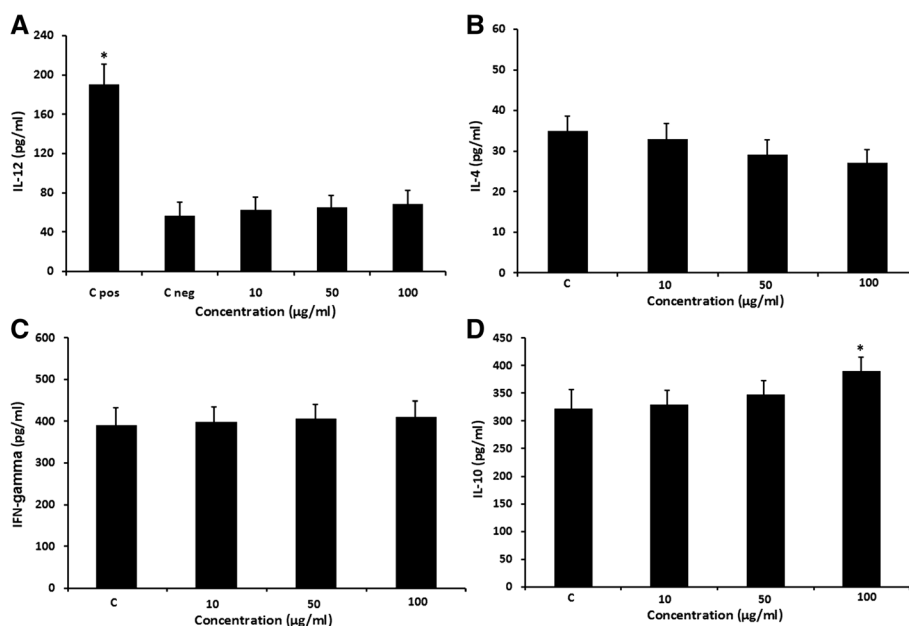 A
240
200
160
120
80
40
0
IL-12 (pg/ml)
*
C pos
C neg
10
50
100
Concentration (µg/ml)
B
60
50
40
30
20
10
0
IL-4 (pg/ml)
C
10
50
100
Concentration (µg/ml)
C
600
500
400
300
200
100
0
IFN-gamma (pg/ml)
C
10
50
100
Concentration (µg/ml)
D
450
400
350
300
250
200
150
100
50
0
IL-10 (pg/ml)
*
C
10
50
100
Concentration (µg/ml)